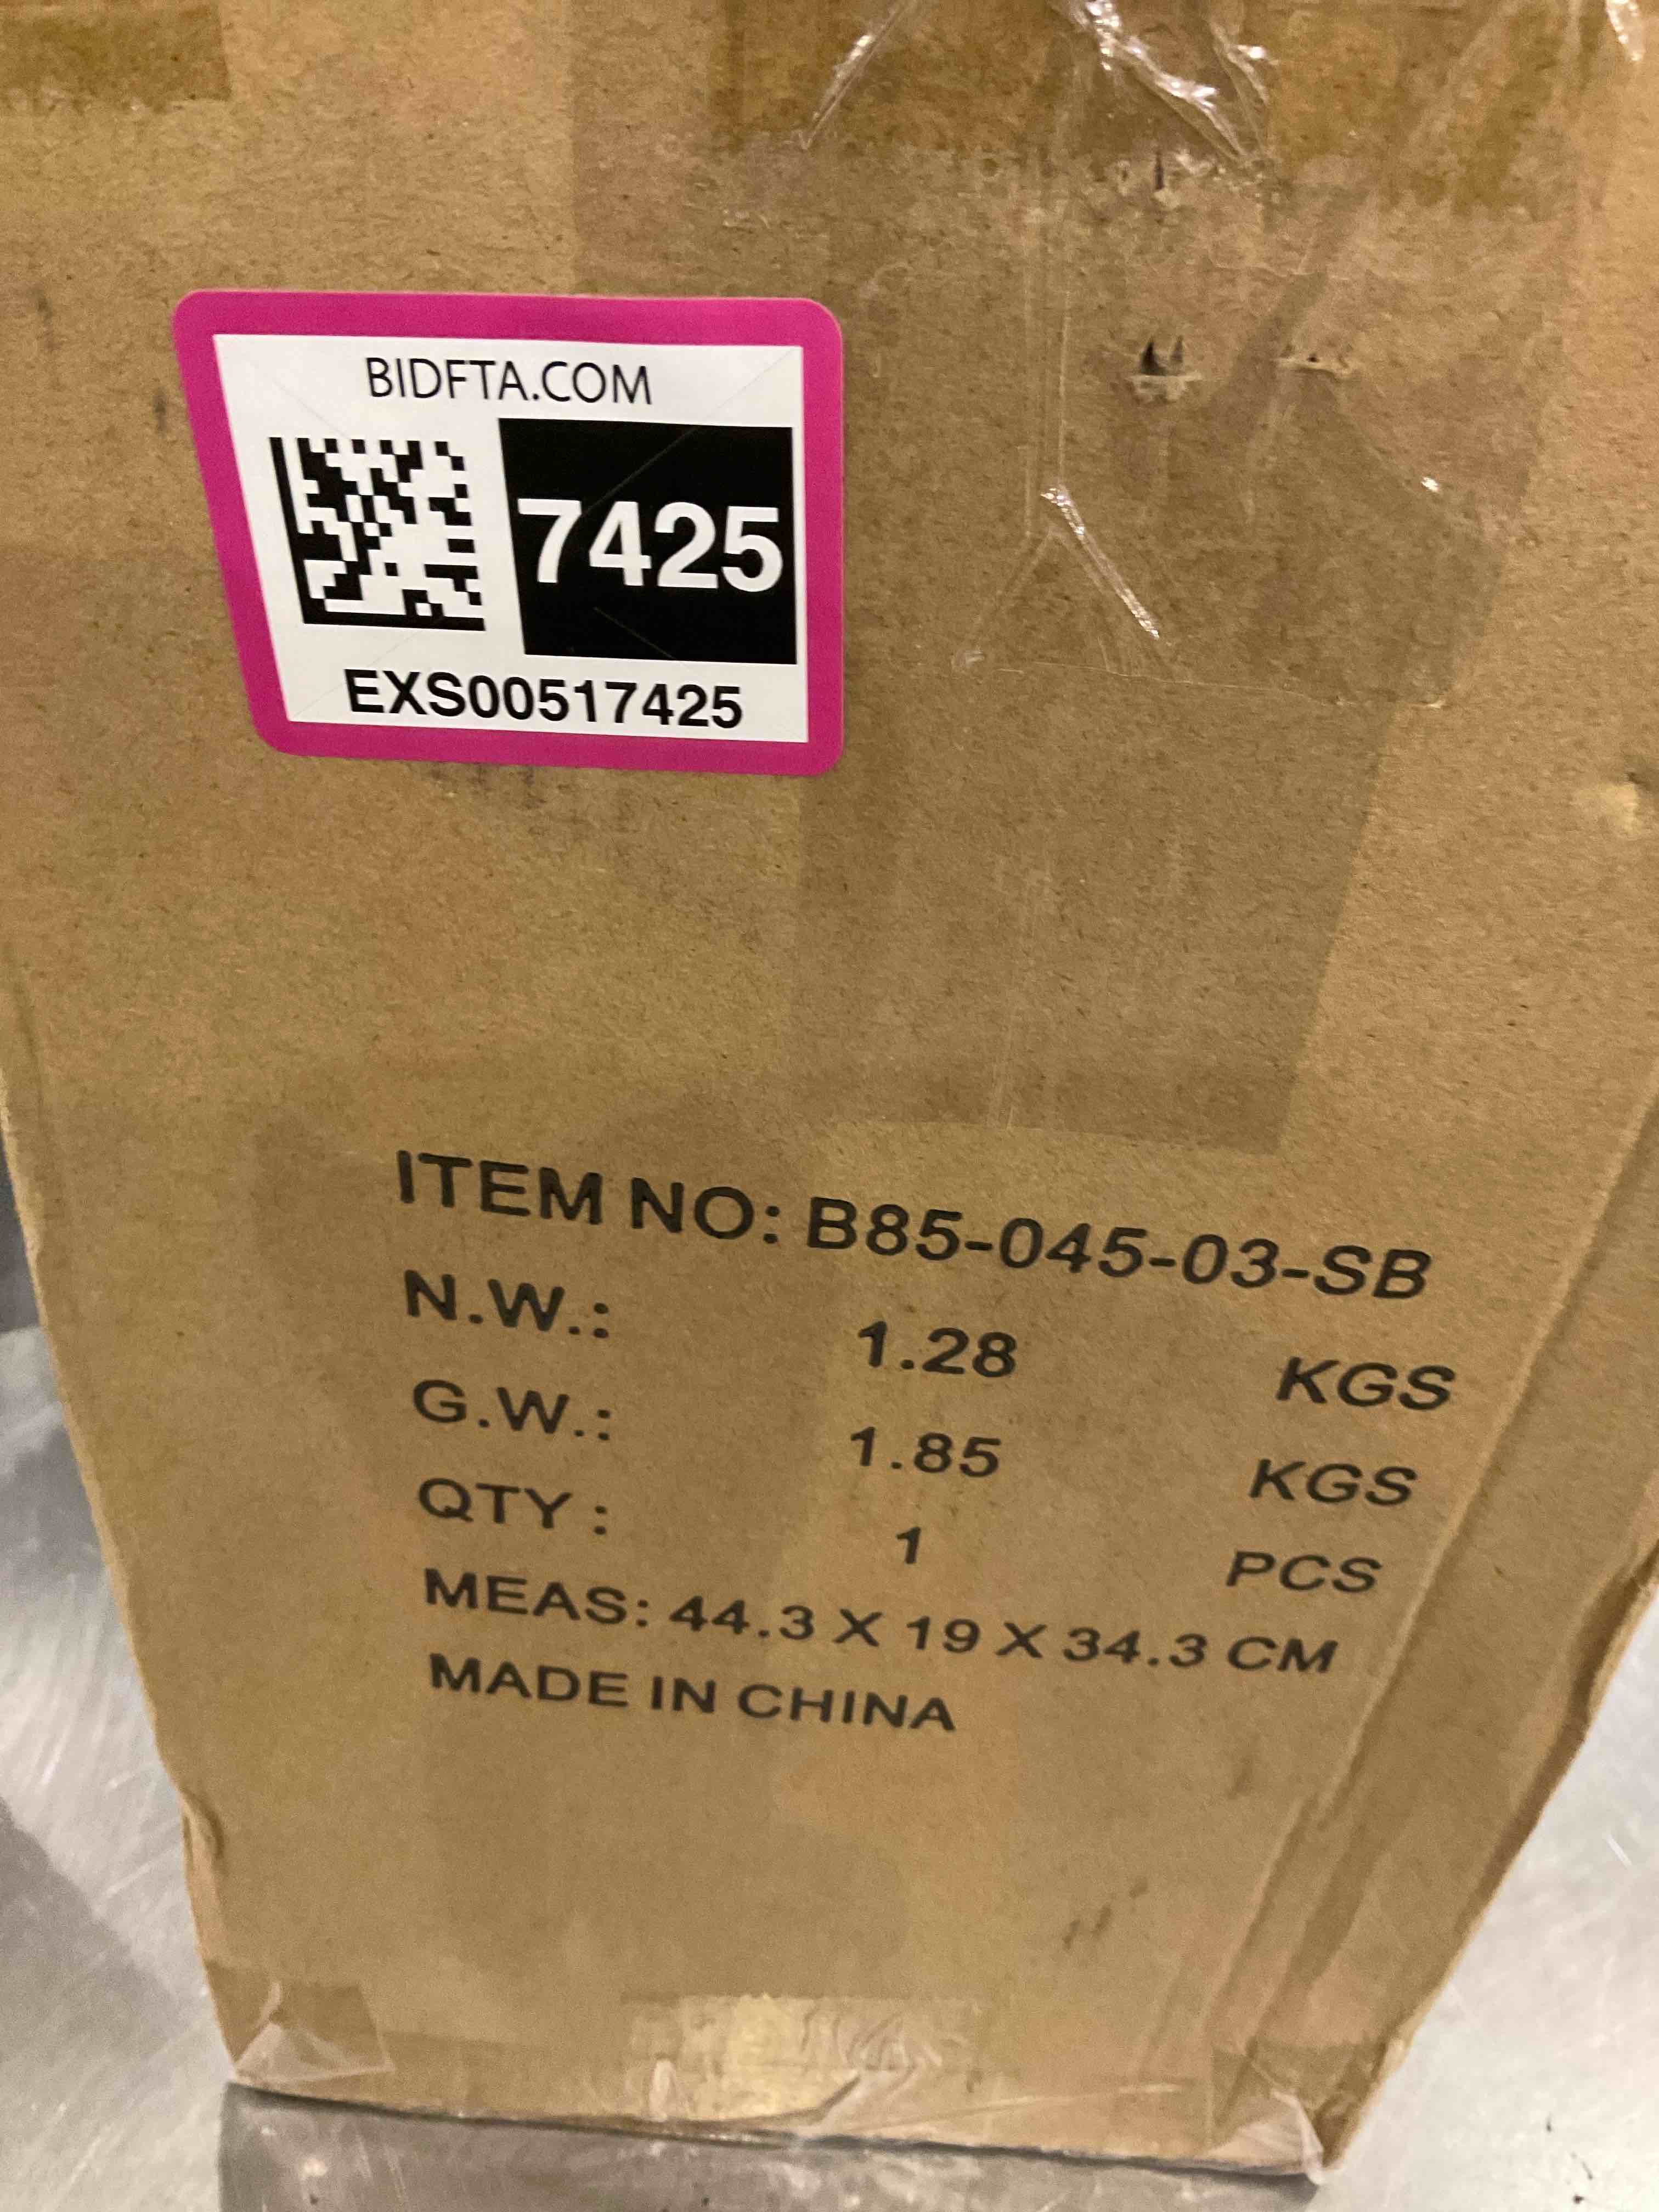 BIDFTA.COM
7425
EXS00517425
ITEM NO: B85-045-03-SB
N.W.: 1.28 KGS
G.W.: 1.85 KGS
QTY : 1 PCS
MEAS: 44.3 X 19 X 34.3 CM
MADE IN CHINA